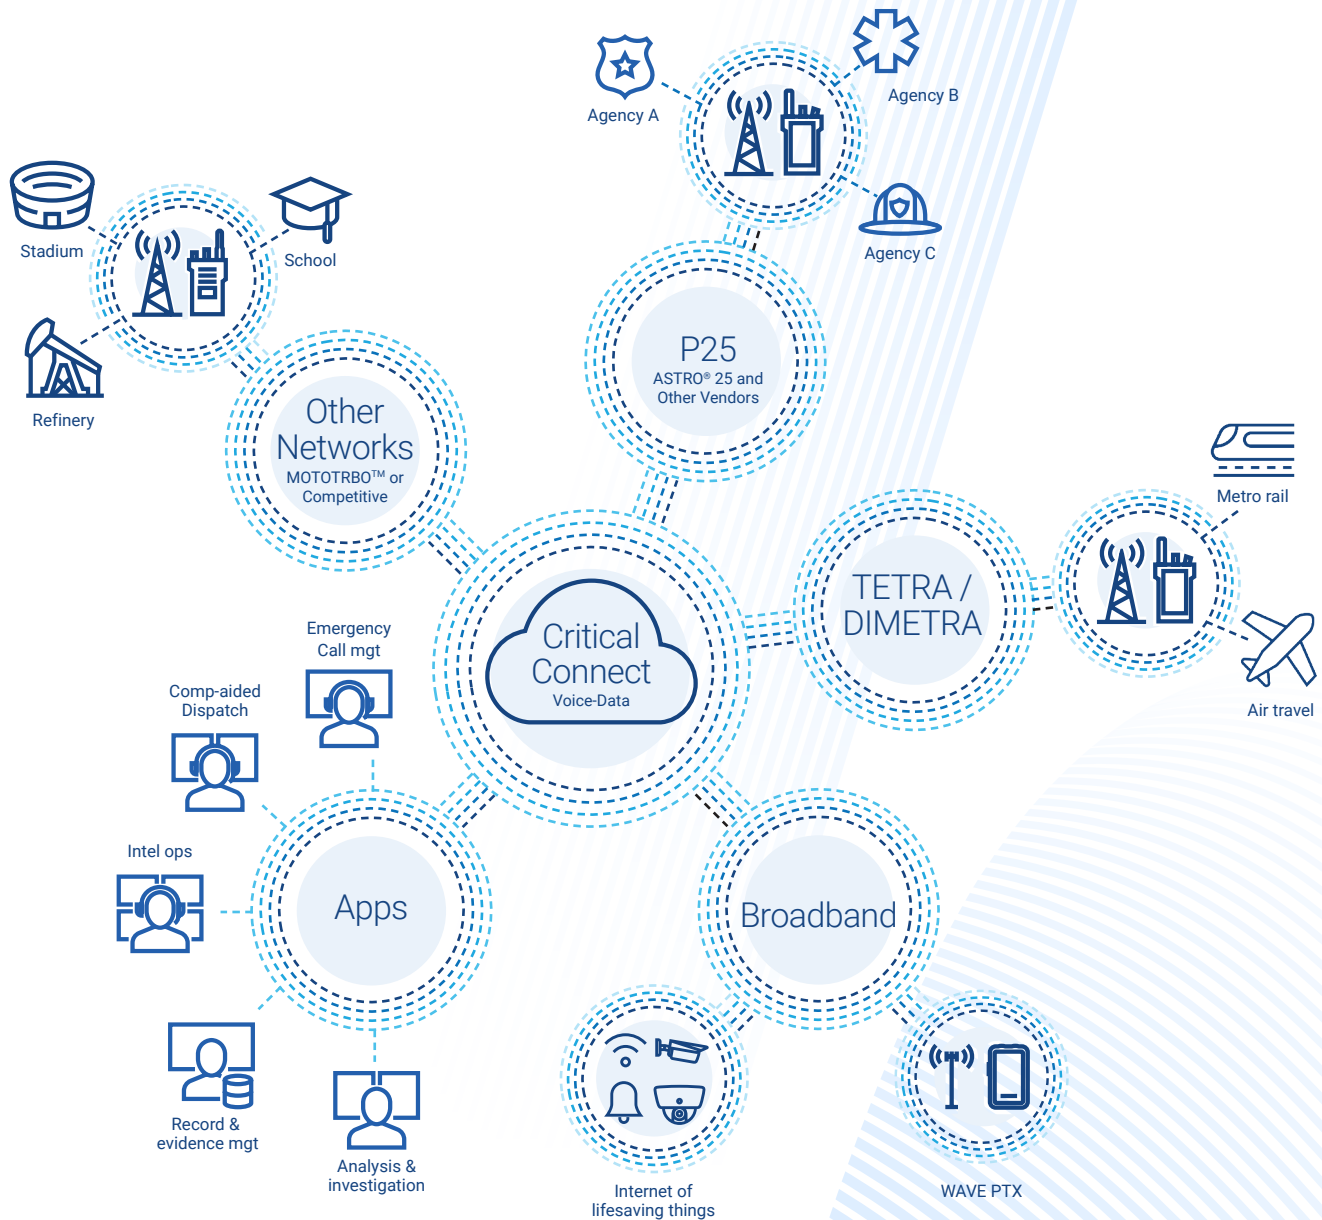 Agency A
Agency B
Agency C
Stadium
School
Refinery
P25
ASTRO® 25 and
Other Vendors
Other
Networks
MOTOTRBO™ or
Competitive
Metro rail
Air travel
TETRA /
DIMETRA
Critical
Connect
Voice-Data
Emergency
Call mgt
Comp-aided
Dispatch
Intel ops
Apps
Broadband
Record &
evidence mgt
Analysis &
investigation
Internet of
lifesaving things
WAVE PTX